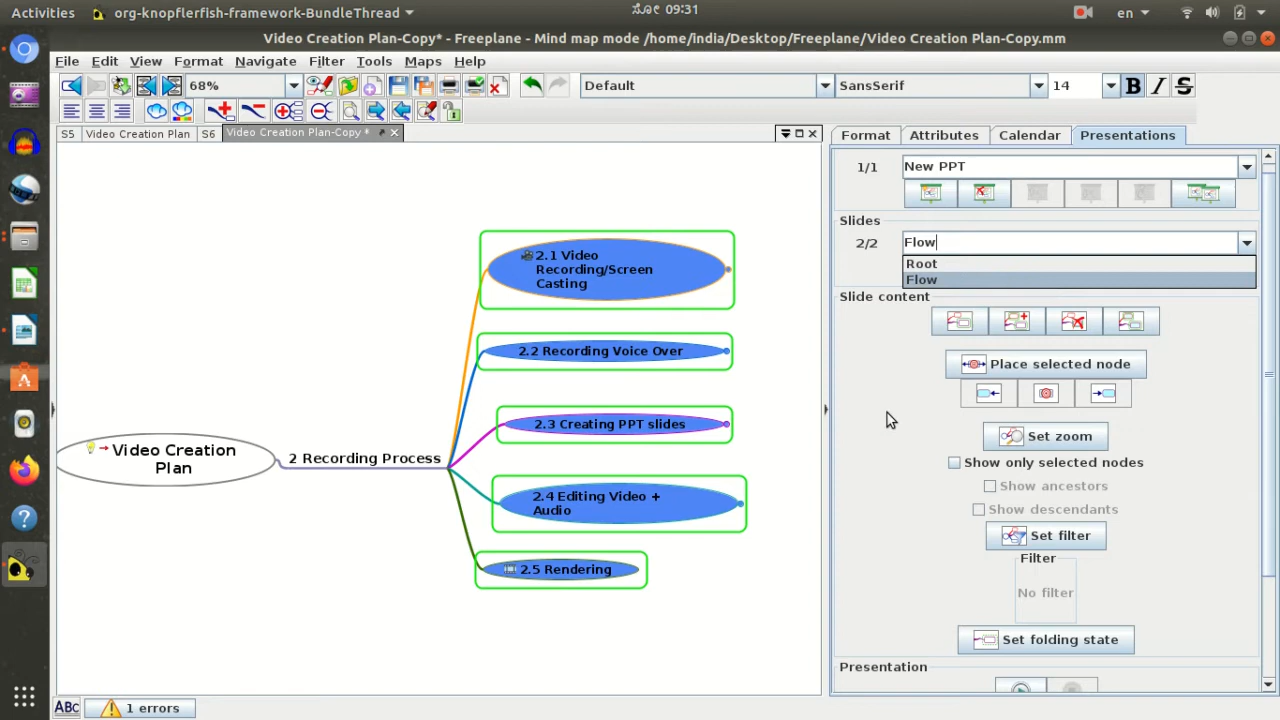 Activities
org-knopflerfish-framework-BundleThread
09:31
en
Video Creation Plan-Copy* - Freeplane - Mind map mode /home/india/Desktop/Freeplane/Video Creation Plan-Copy.mm
File Edit View Format Navigate Filter Tools Maps Help
68%
Default
SansSerif
14
B I S
S5 Video Creation Plan S6 Video Creation Plan-Copy *
Format Attributes Calendar Presentations
1/1 New PPT
Slides
2/2 Flow
Root
Flow
Slide content
Place selected node
Set zoom
Show only selected nodes
Show ancestors
Show descendants
Set filter
Filter
No filter
Set folding state
Presentation
2.1 Video
Recording/Screen
Casting
2.2 Recording Voice Over
2.3 Creating PPT slides
2.4 Editing Video +
Audio
2.5 Rendering
2 Recording Process
Video Creation
Plan
ABC
1 errors